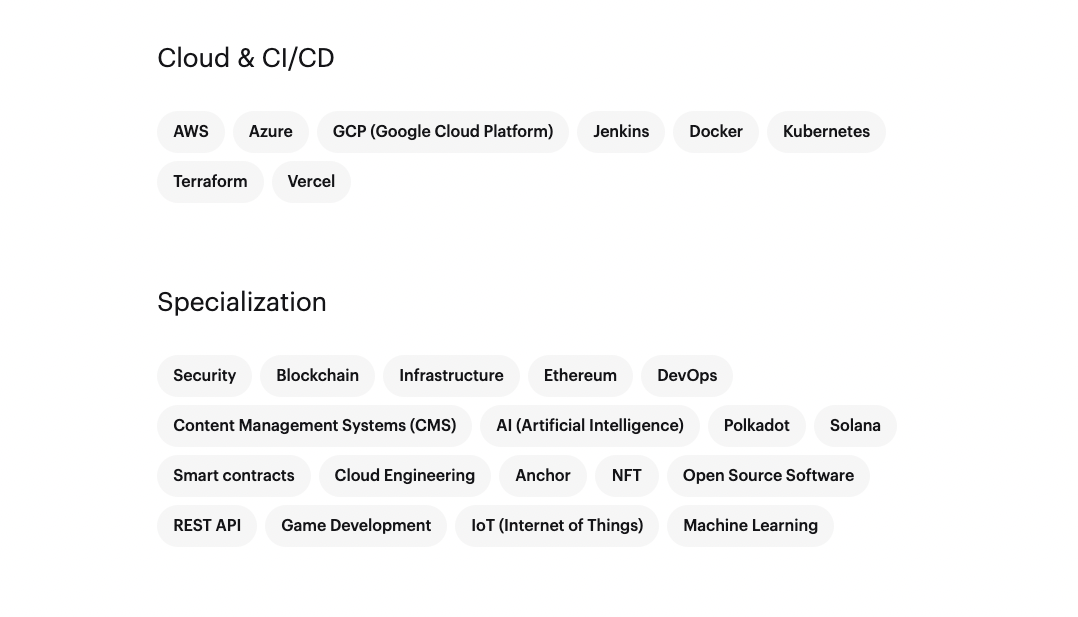 Cloud & CI/CD
AWS Azure GCP (Google Cloud Platform) Jenkins Docker Kubernetes
Terraform Vercel
Specialization
Security Blockchain Infrastructure Ethereum DevOps
Content Management Systems (CMS) AI (Artificial Intelligence) Polkadot Solana
Smart contracts Cloud Engineering Anchor NFT Open Source Software
REST API Game Development IoT (Internet of Things) Machine Learning